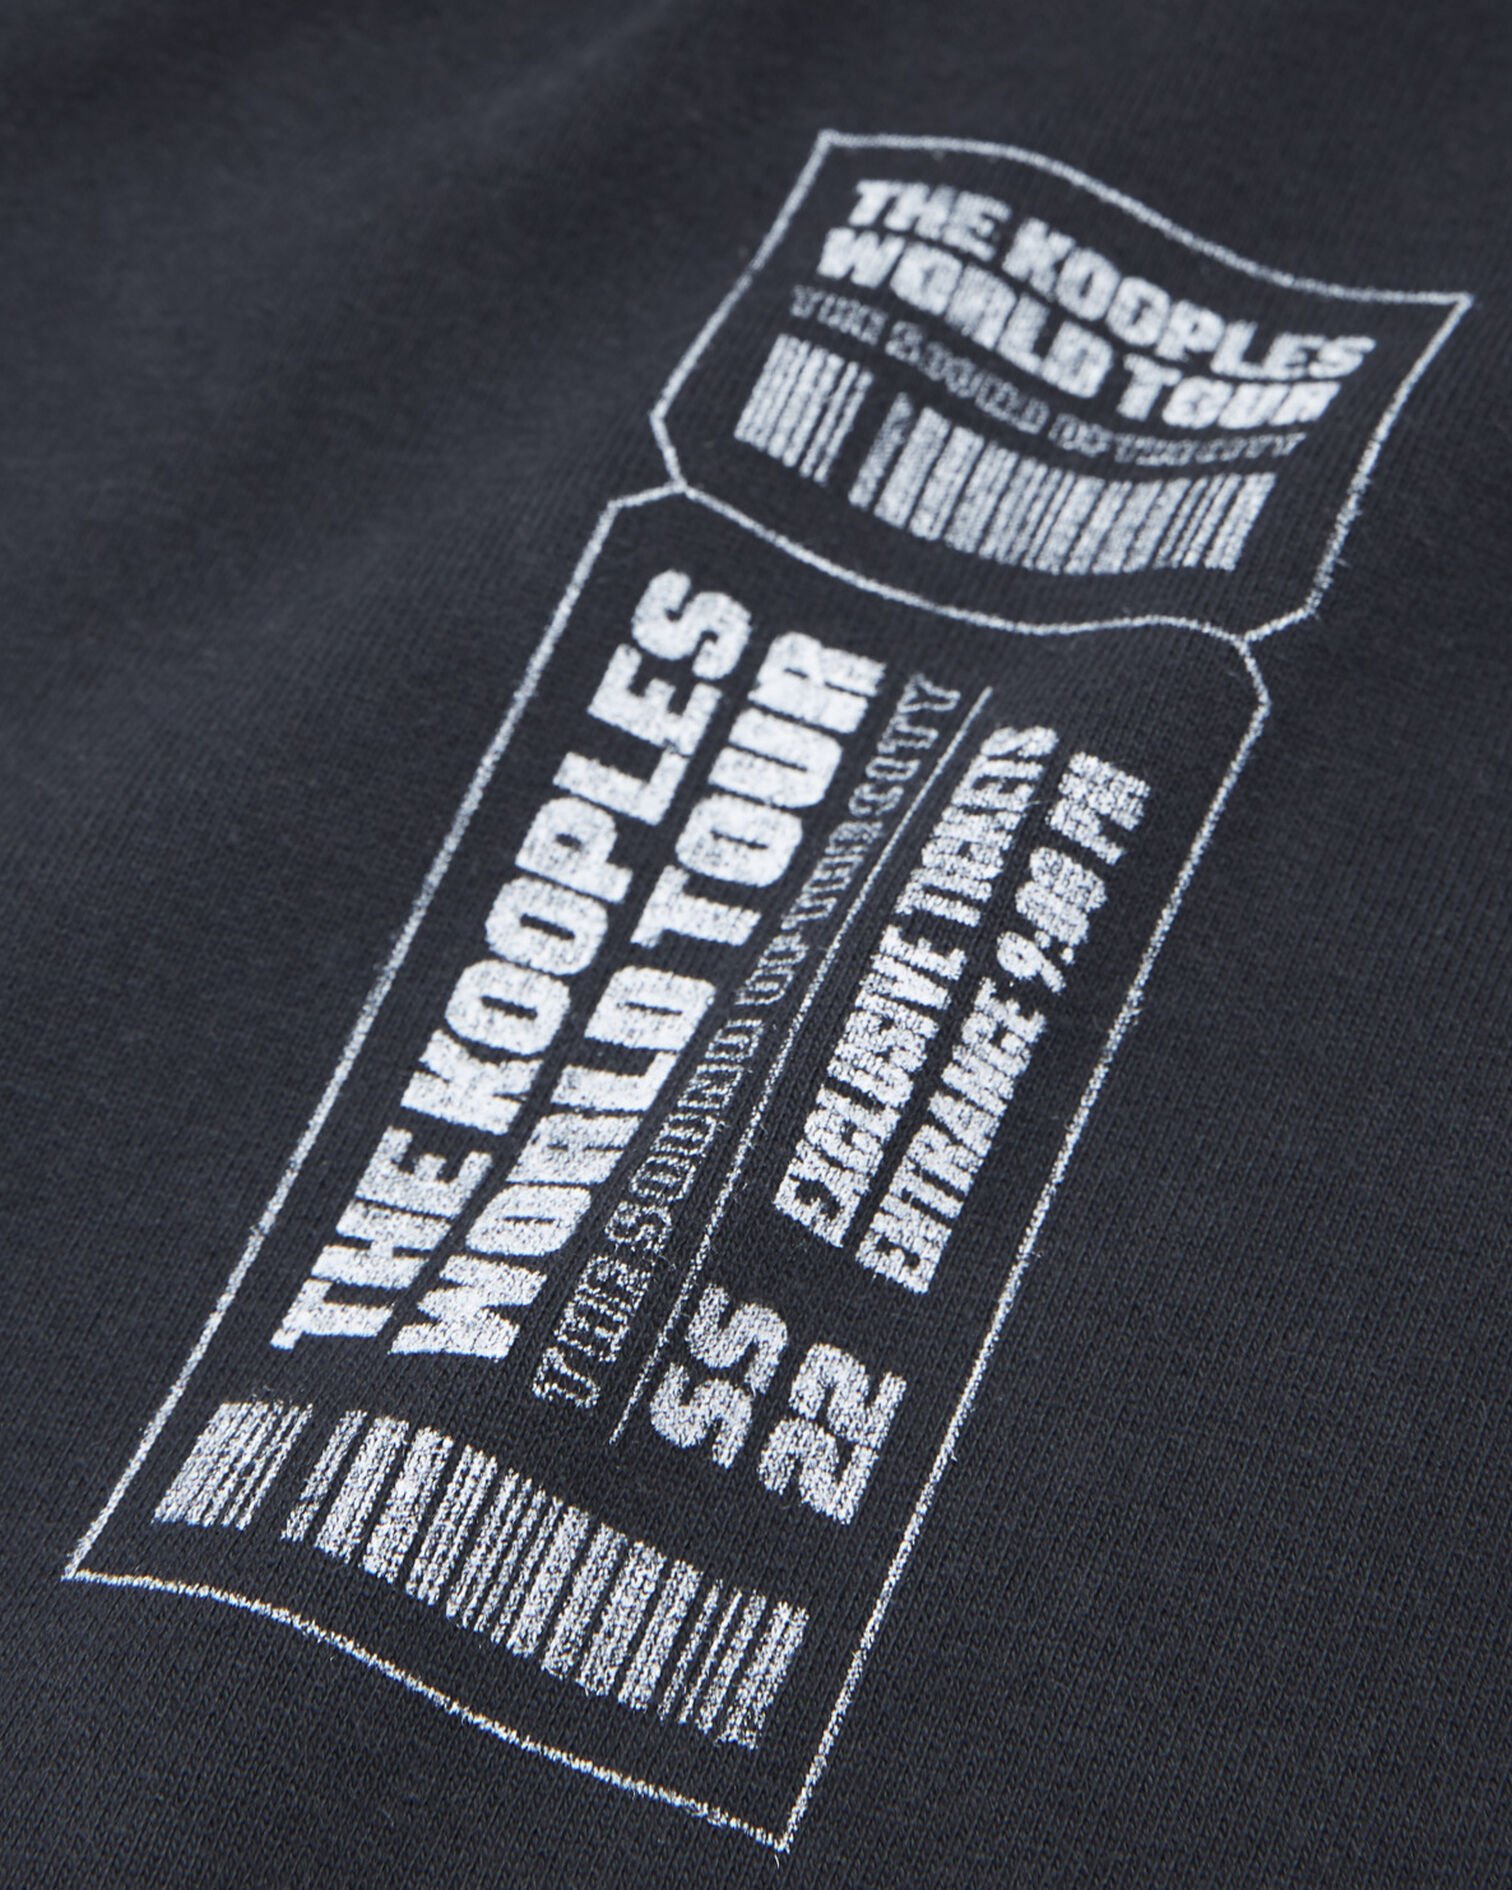 THE KOOPLES
WORLD TOUR
THE SOUND OF THE CITY
THE KOOPLES
WORLD TOUR
THE SOUND OF THE CITY
EXCLUSIVE TICKETS
ENTRANCE 9:00 PM
SS
22